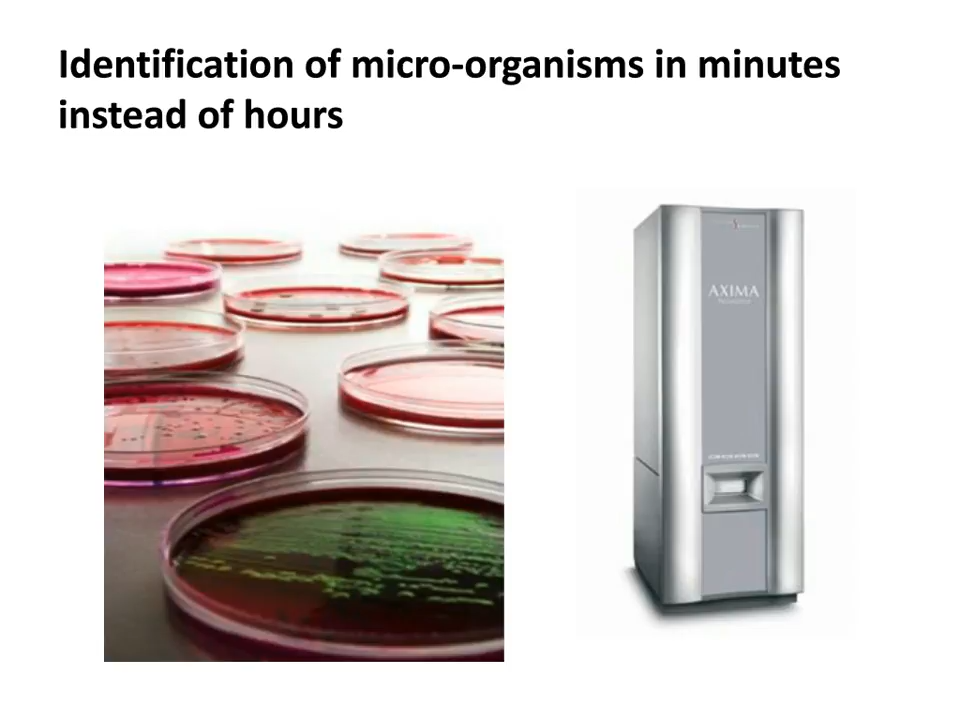 Identification of micro-organisms in minutes
instead of hours
AXIMA